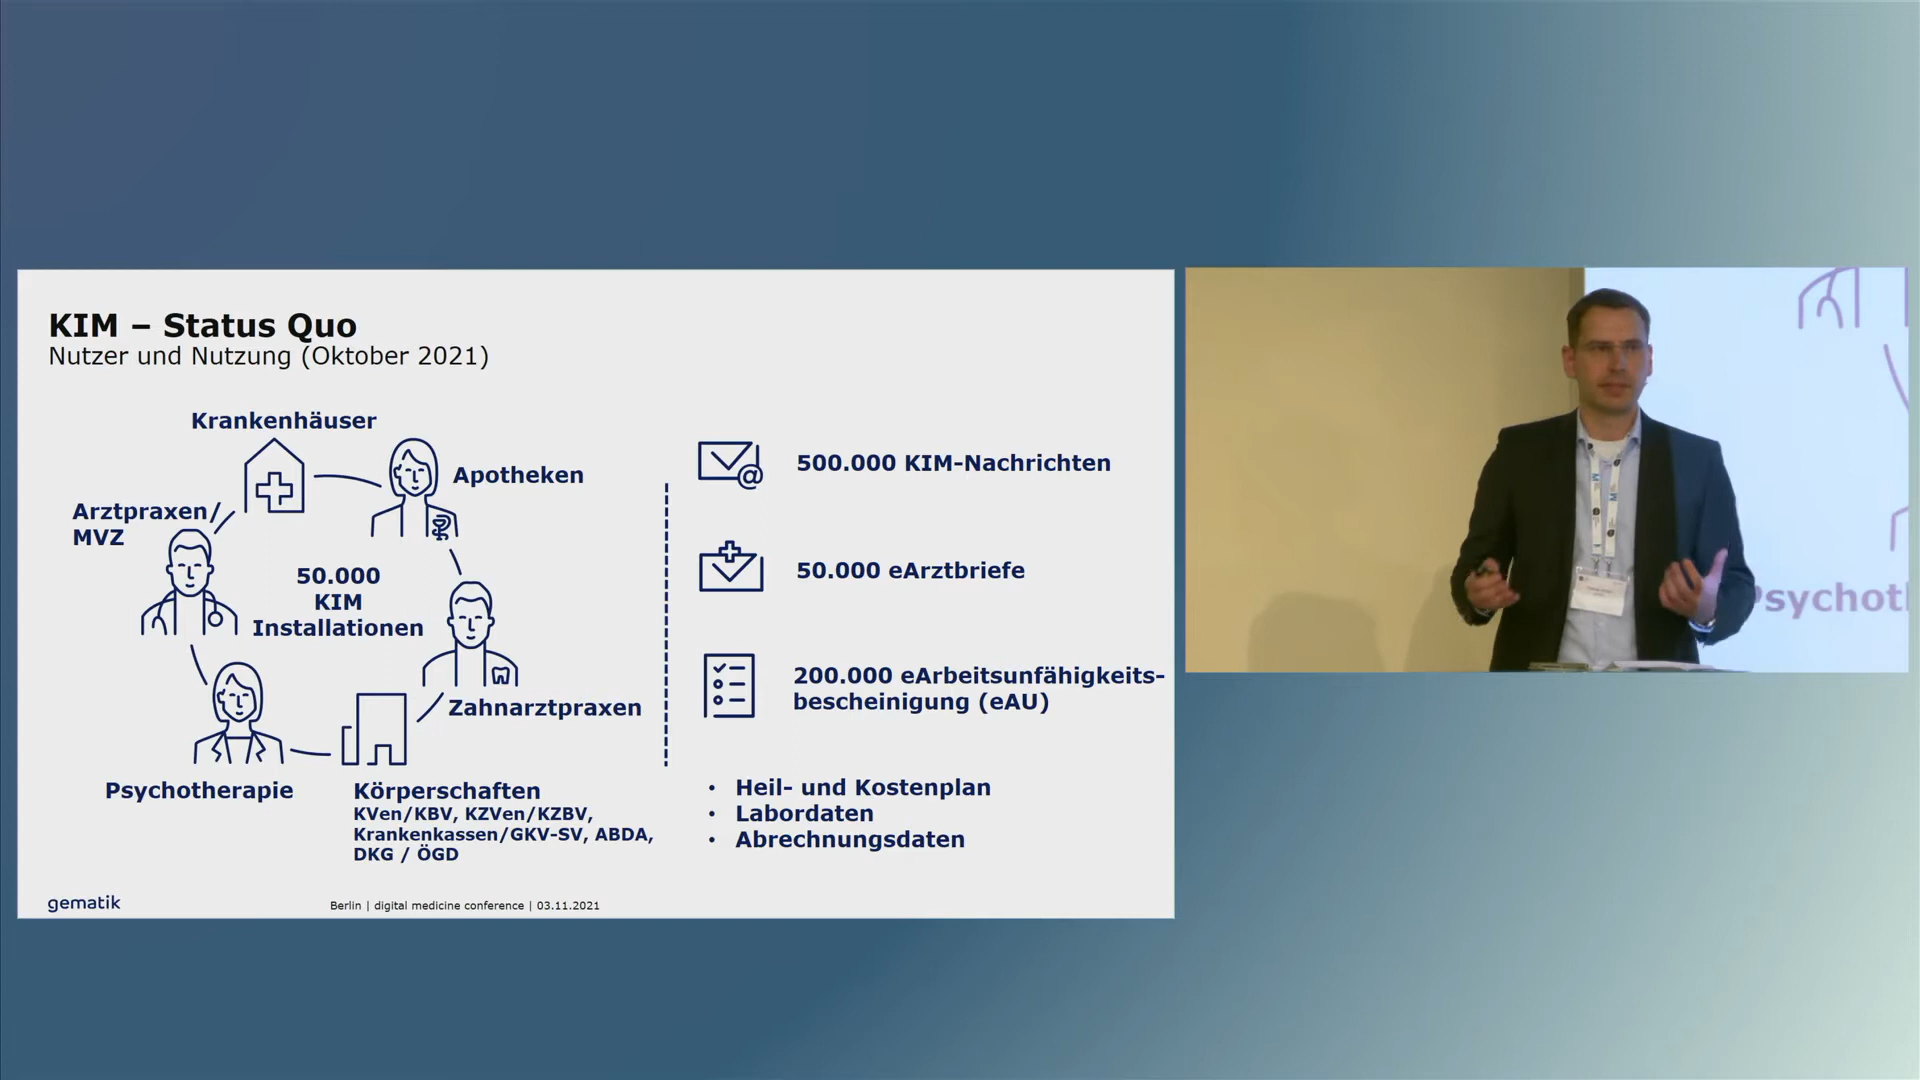 KIM – Status Quo
Nutzer und Nutzung (Oktober 2021)
Krankenhäuser
Apotheken
Arztpraxen/
MVZ
50.000
KIM
Installationen
Zahnarztpraxen
Psychotherapie
Körperschaften
KVen/KBV, KZVen/KZBV,
Krankenkassen/GKV-SV, ABDA,
DKG / ÖGD
500.000 KIM-Nachrichten
50.000 eArztbriefe
200.000 eArbeitsunfähigkeits-
bescheinigung (eAU)
• Heil- und Kostenplan
• Labordaten
• Abrechnungsdaten
gematik
Berlin | digital medicine conference | 03.11.2021